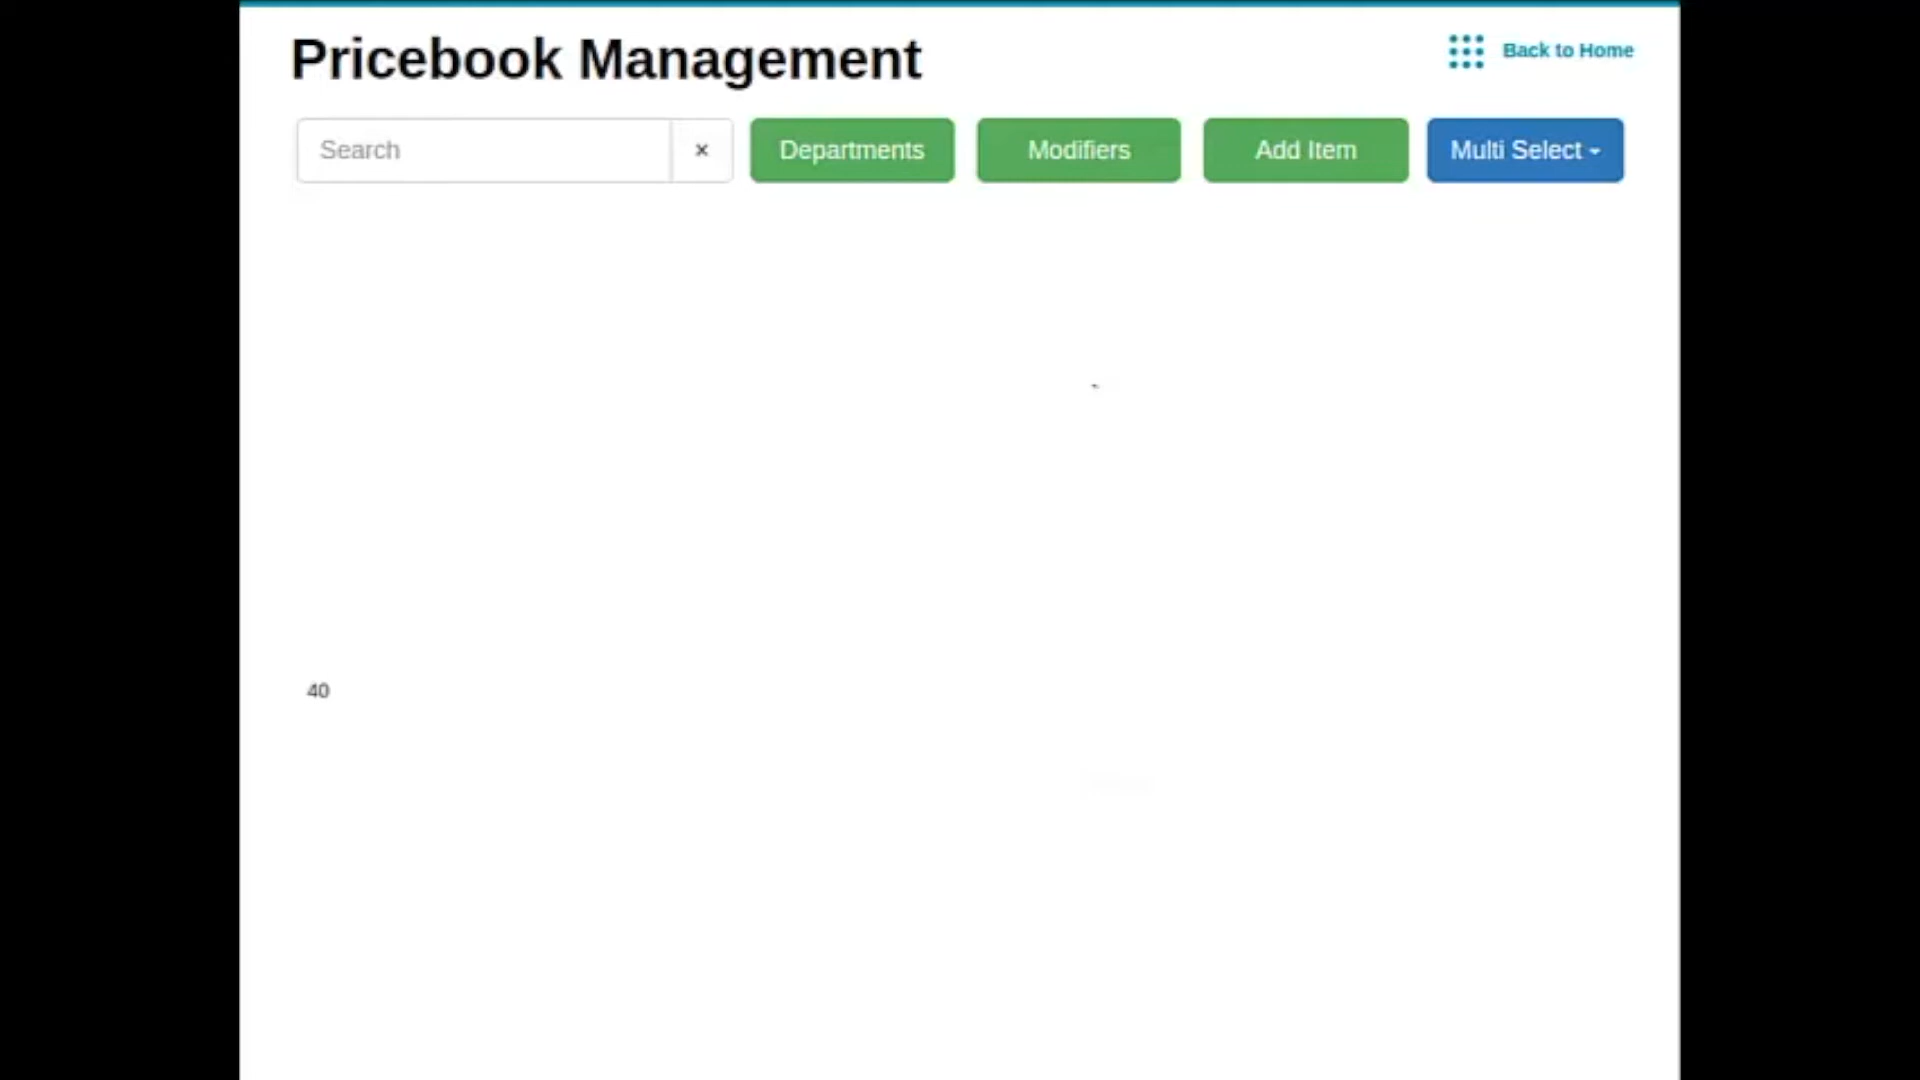 Pricebook Management
Back to Home
Search
×
Departments
Modifiers
Add Item
Multi Select
40